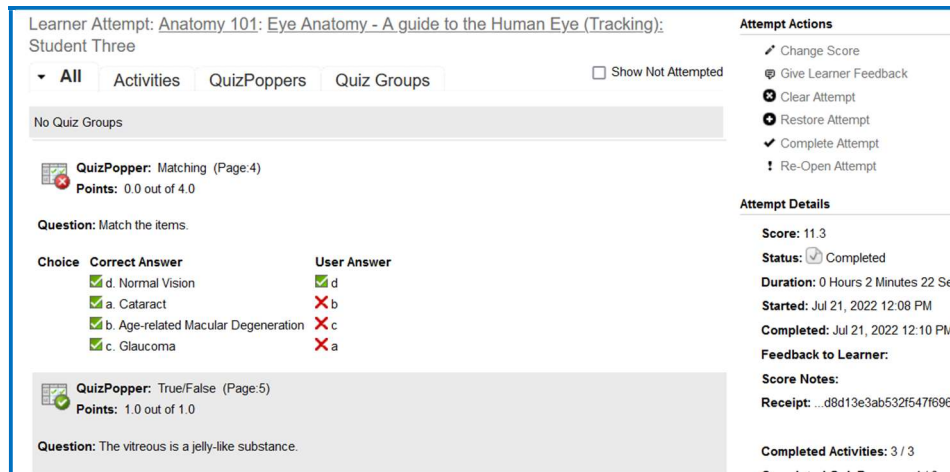 Learner Attempt: Anatomy 101: Eye Anatomy - A guide to the Human Eye (Tracking):
Student Three
All Activities QuizPoppers Quiz Groups Show Not Attempted
No Quiz Groups
QuizPopper: Matching (Page:4)
Points: 0.0 out of 4.0
Question: Match the items.
Choice Correct Answer User Answer
d. Normal Vision d
a. Cataract b
b. Age-related Macular Degeneration c
c. Glaucoma a
QuizPopper: True/False (Page:5)
Points: 1.0 out of 1.0
Question: The vitreous is a jelly-like substance.
Attempt Actions
Change Score
Give Learner Feedback
Clear Attempt
Restore Attempt
Complete Attempt
Re-Open Attempt
Attempt Details
Score: 11.3
Status: Completed
Duration: 0 Hours 2 Minutes 22 Se
Started: Jul 21, 2022 12:08 PM
Completed: Jul 21, 2022 12:10 PM
Feedback to Learner:
Score Notes:
Receipt: ...d8d13e3ab532f547f696
Completed Activities: 3 / 3